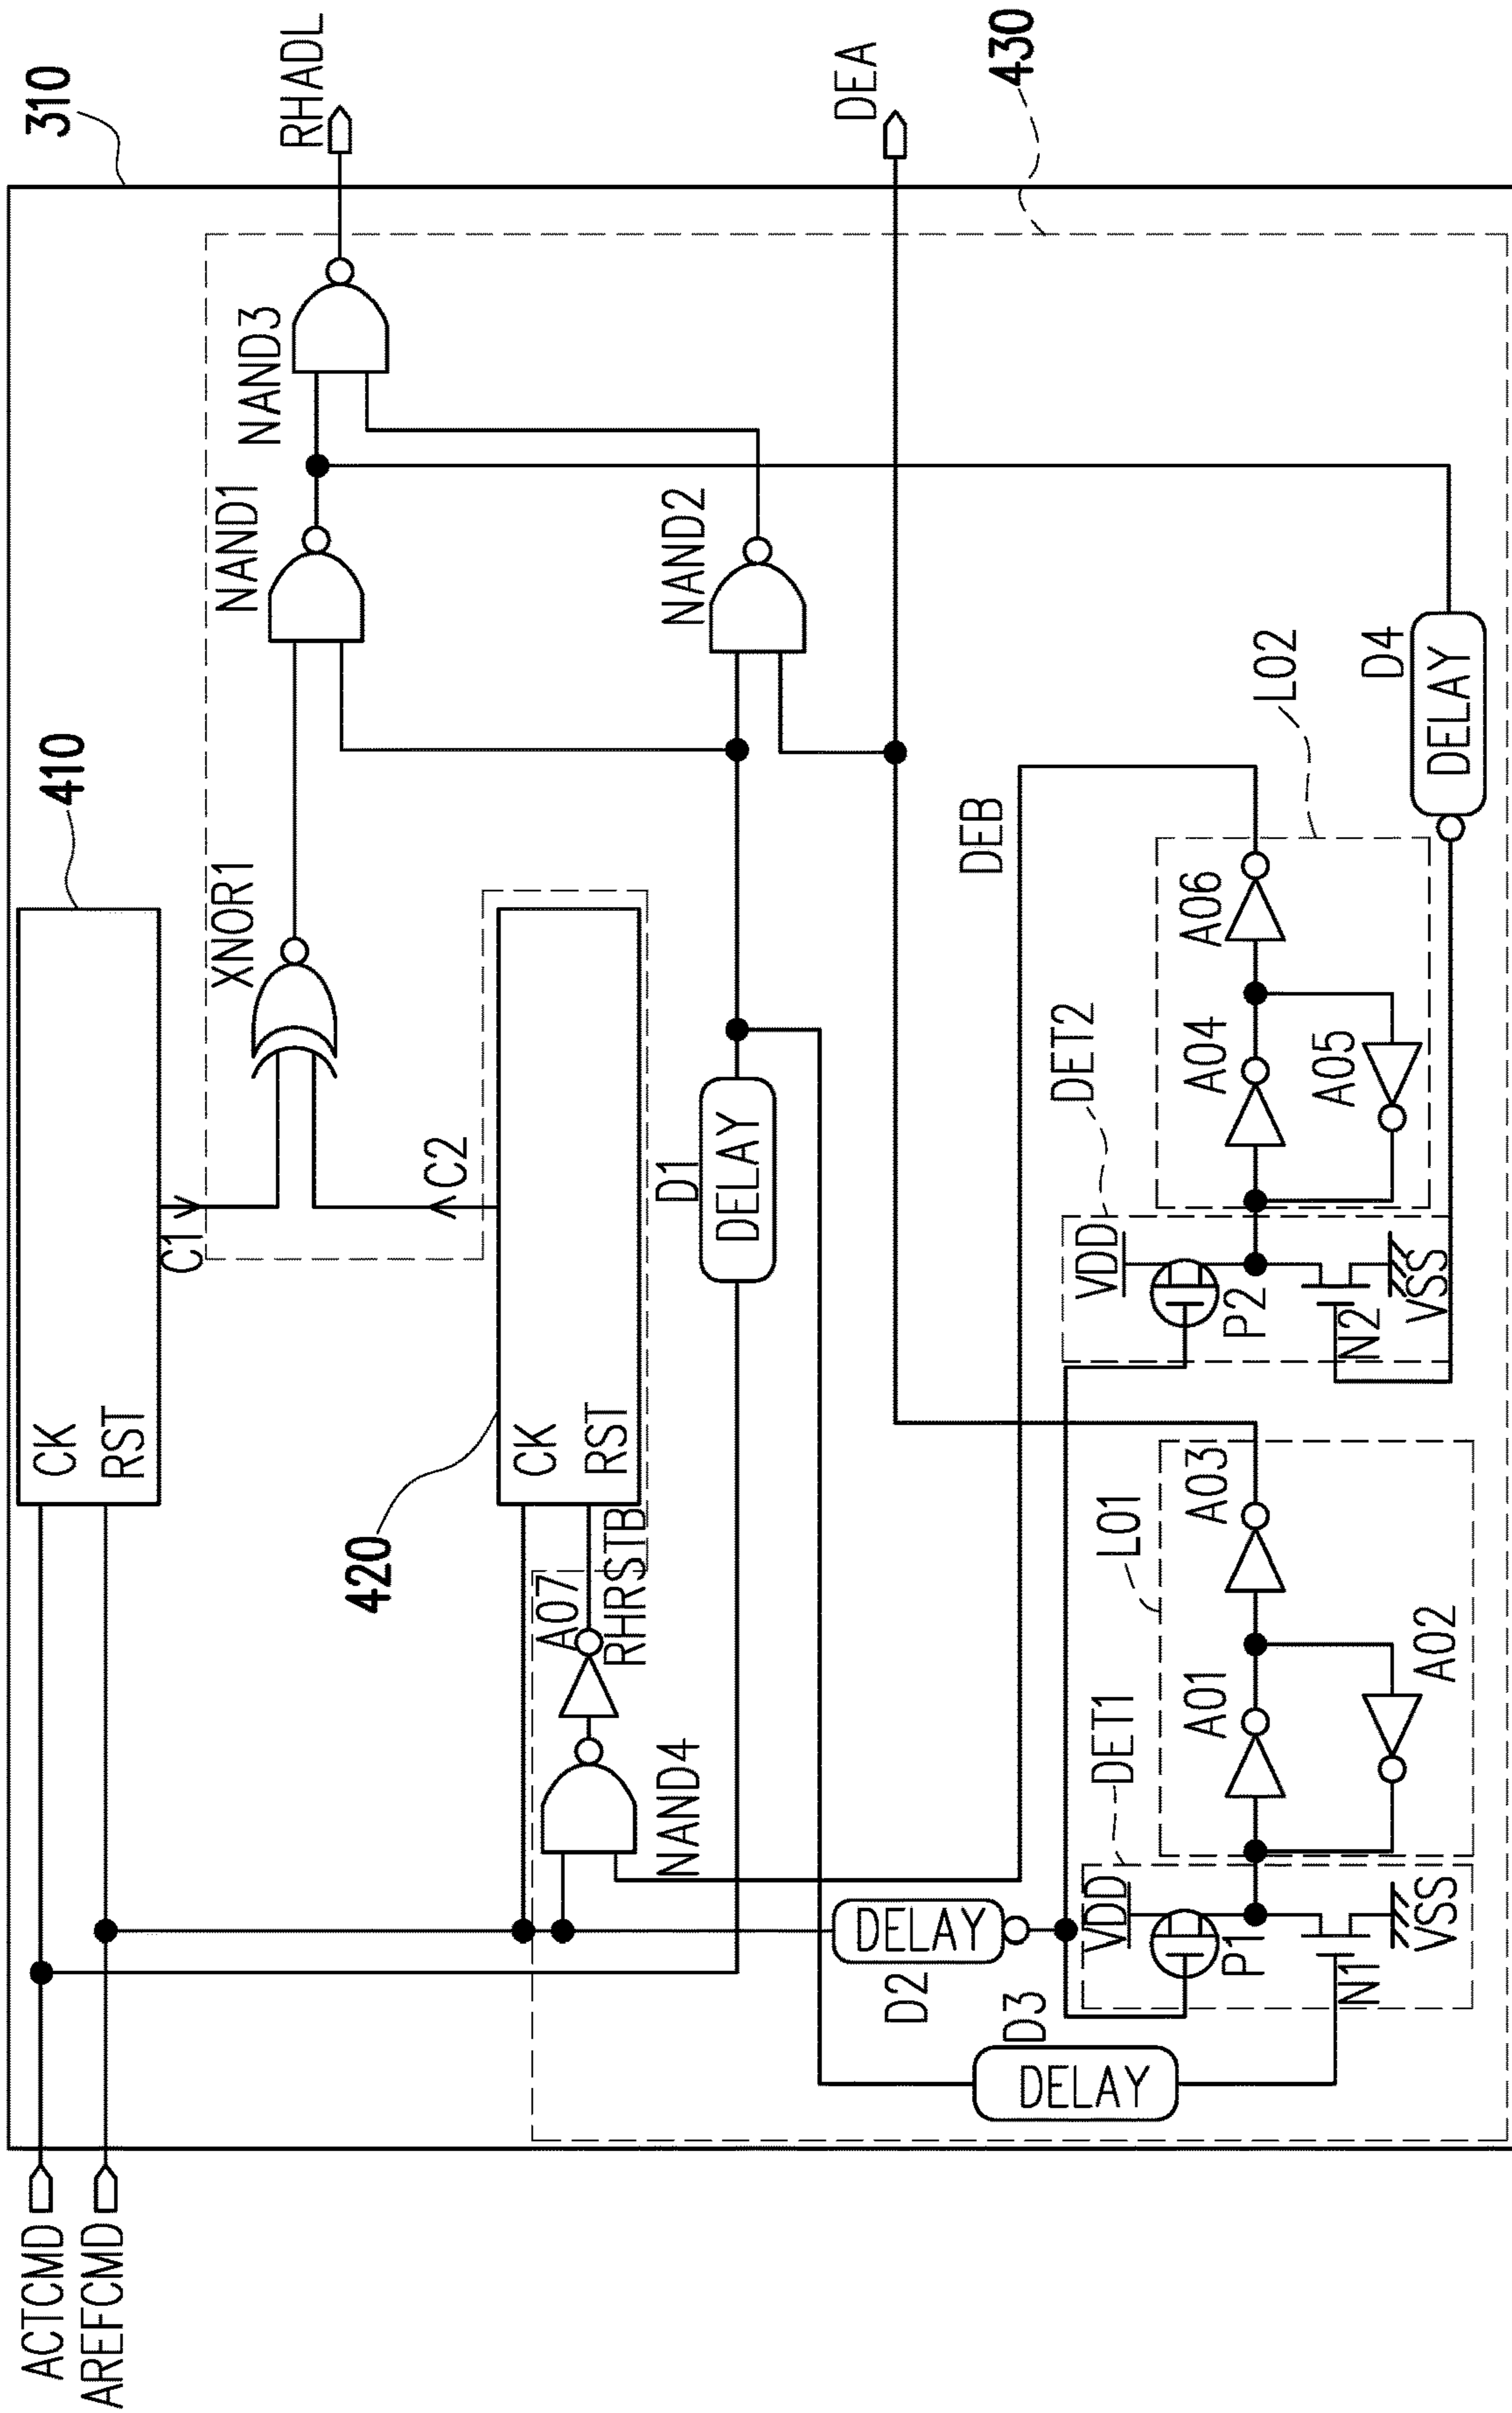 ACTCMD
AREFCMD
310
RHADL
DEA
430
410
CK
RST
C1
XNOR1
NAND1
NAND3
420
CK
RST
C2
A07
RHRSTB
NAND4
D1
DELAY
NAND2
DELAY
D2
D3
DELAY
DEB
DET1
VDD
P1
N1
VSS
L01
A01
A02
A03
DET2
VDD
P2
N2
VSS
L02
A04
A05
A06
D4
DELAY